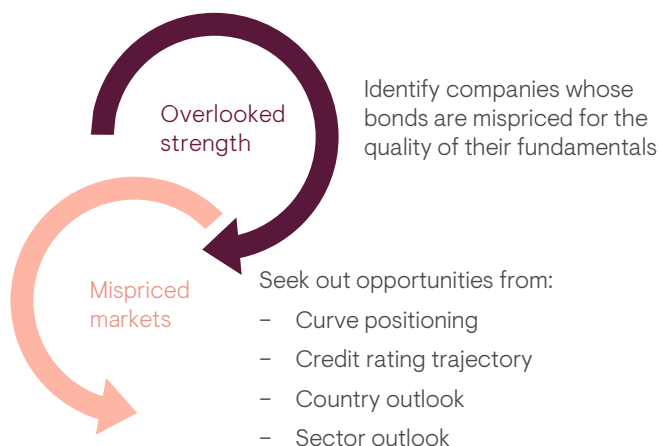 Overlooked
strength
Identify companies whose
bonds are mispriced for the
quality of their fundamentals
Mispriced
markets
Seek out opportunities from:
– Curve positioning
– Credit rating trajectory
– Country outlook
– Sector outlook